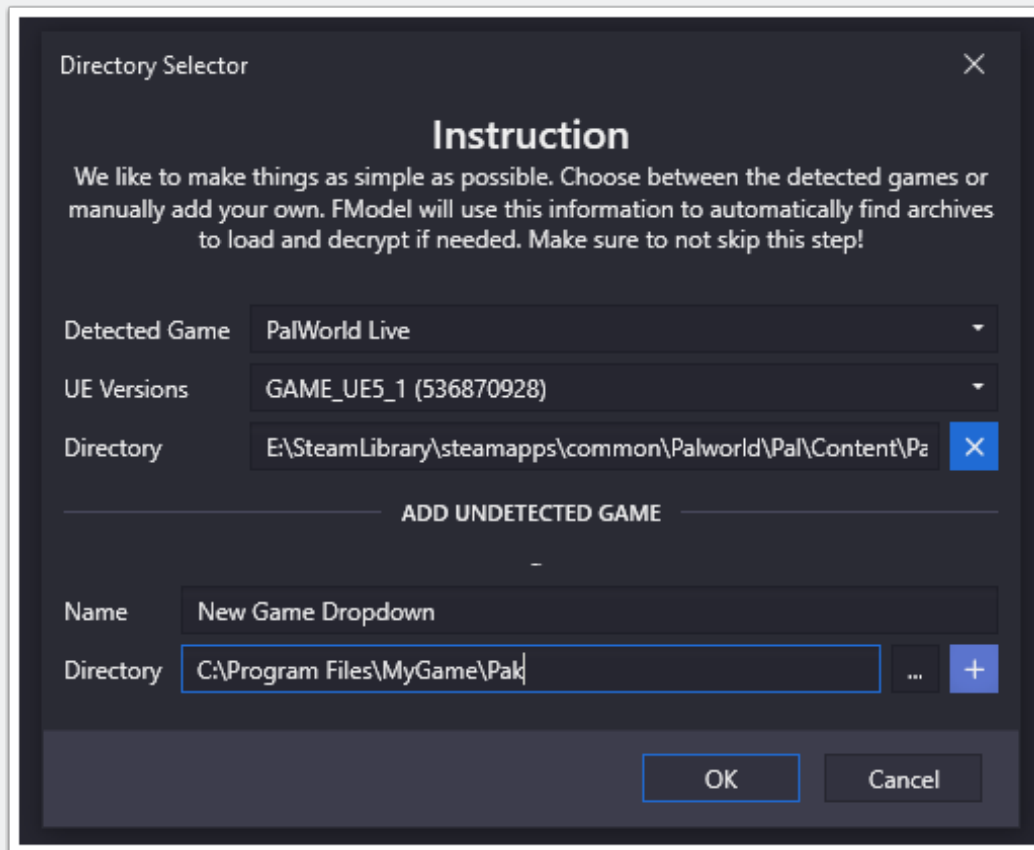 Directory Selector
Instruction
We like to make things as simple as possible. Choose between the detected games or
manually add your own. FModel will use this information to automatically find archives
to load and decrypt if needed. Make sure to not skip this step!
Detected Game PalWorld Live
UE Versions GAME_UE5_1 (536870928)
Directory E:\SteamLibrary\steamapps\common\Palworld\Pal\Content\Pa
ADD UNDETECTED GAME
-
Name New Game Dropdown
Directory C:\Program Files\MyGame\Pak ... +
OK Cancel